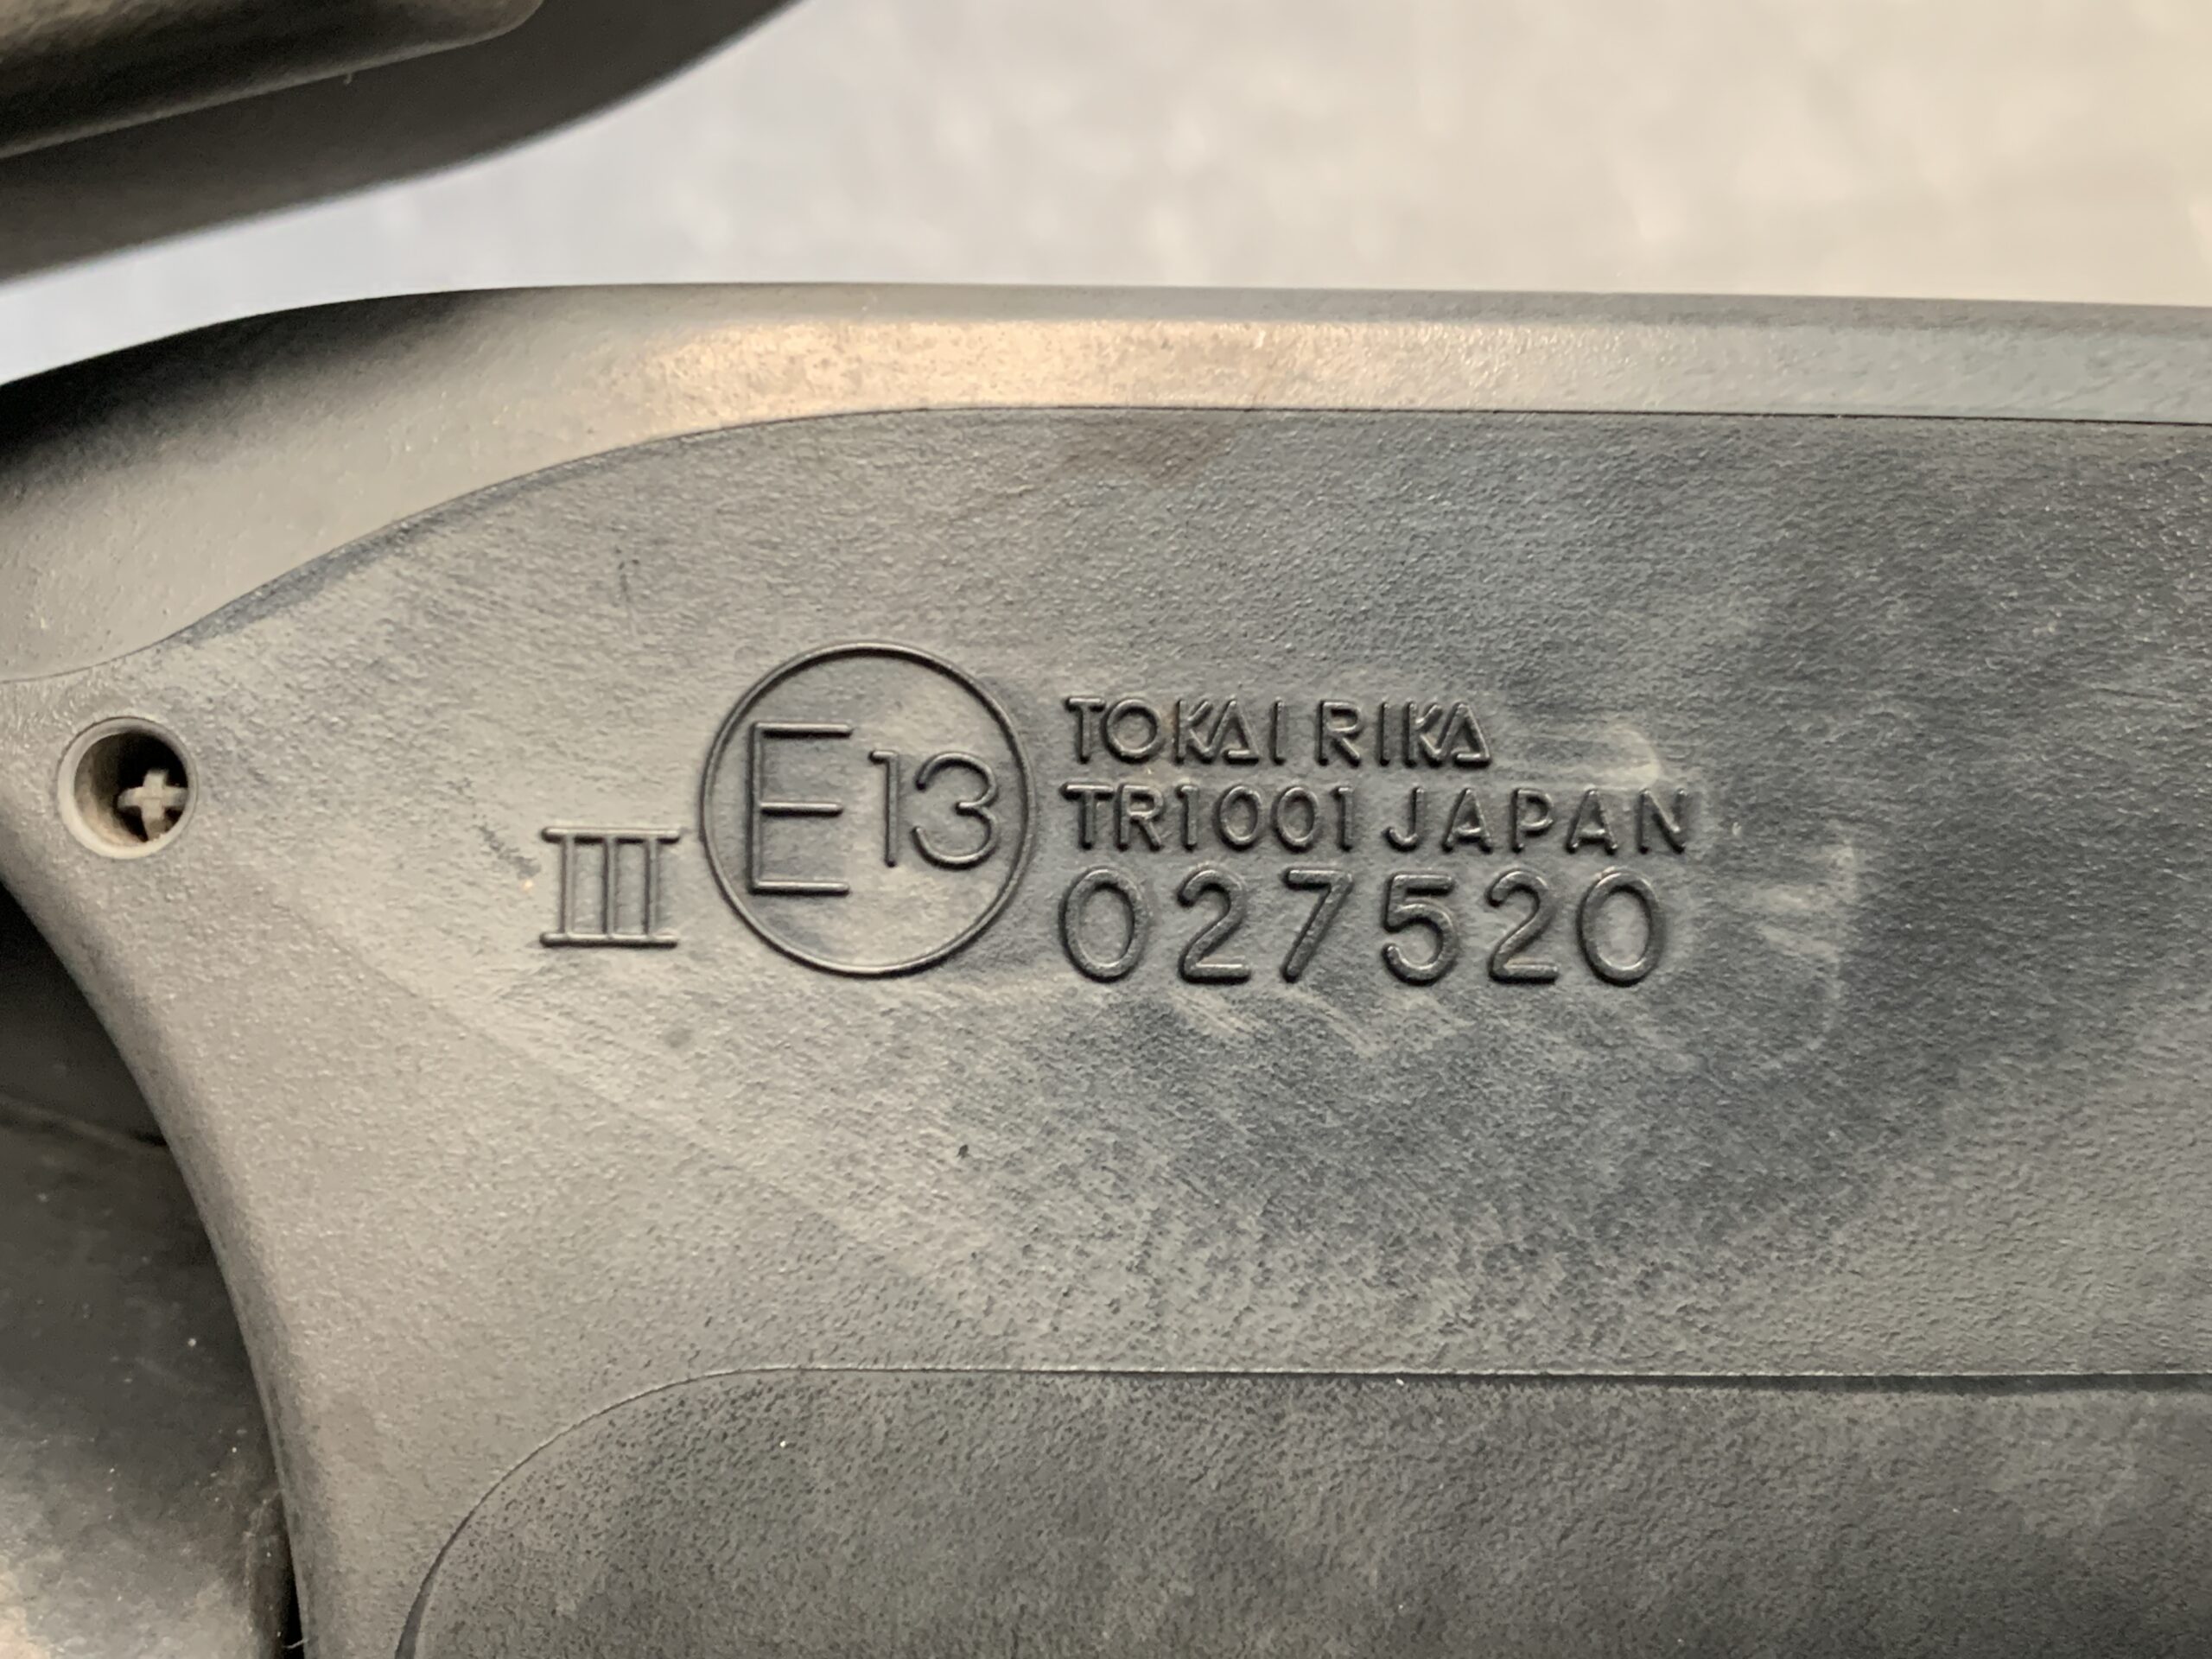 III E13
TOKAI RIKA
TR1001 JAPAN
027520